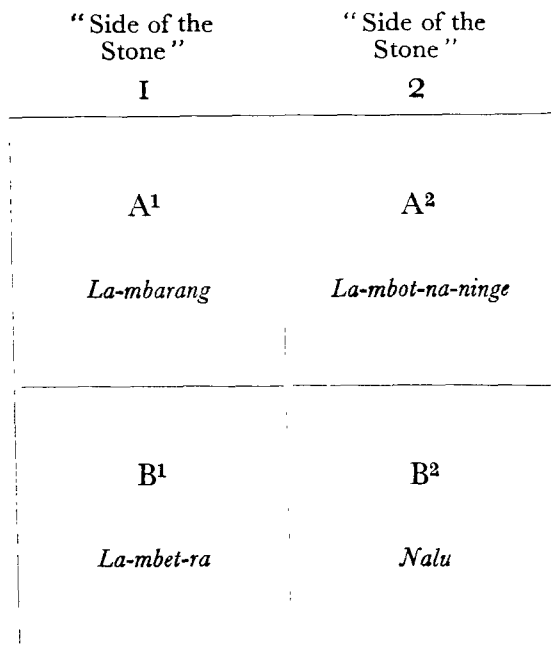 “Side of the “Side of the
Stone” Stone”
1 2
A¹ A²
La-mbarang La-mbot-na-ninge
B¹ B²
La-mbet-ra Nalu